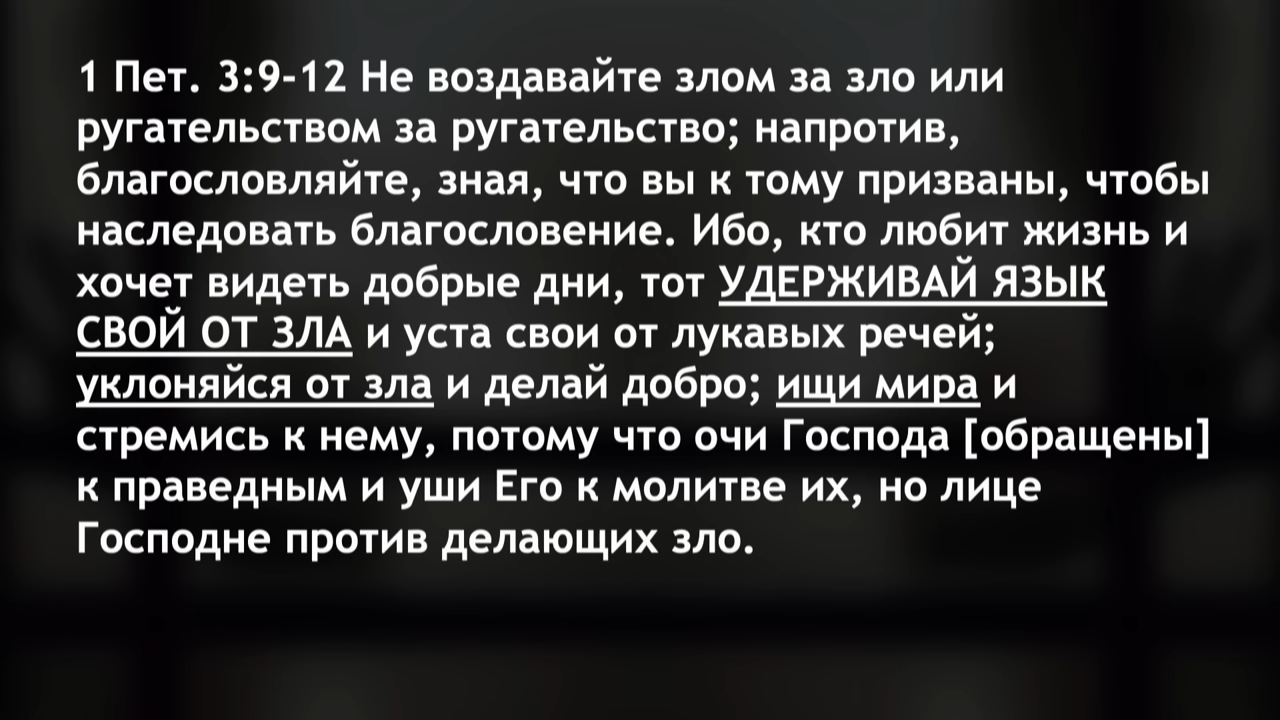 1 Пет. 3:9-12 Не воздавайте злом за зло или
ругательством за ругательство; напротив,
благословляйте, зная, что вы к тому призваны, чтобы
наследовать благословение. Ибо, кто любит жизнь и
хочет видеть добрые дни, тот УДЕРЖИВАЙ ЯЗЫК
СВОЙ ОТ ЗЛА и уста свои от лукавых речей;
уклоняйся от зла и делай добро; ищи мира и
стремись к нему, потому что очи Господа [обращены]
к праведным и уши Его к молитве их, но лице
Господне против делающих зло.